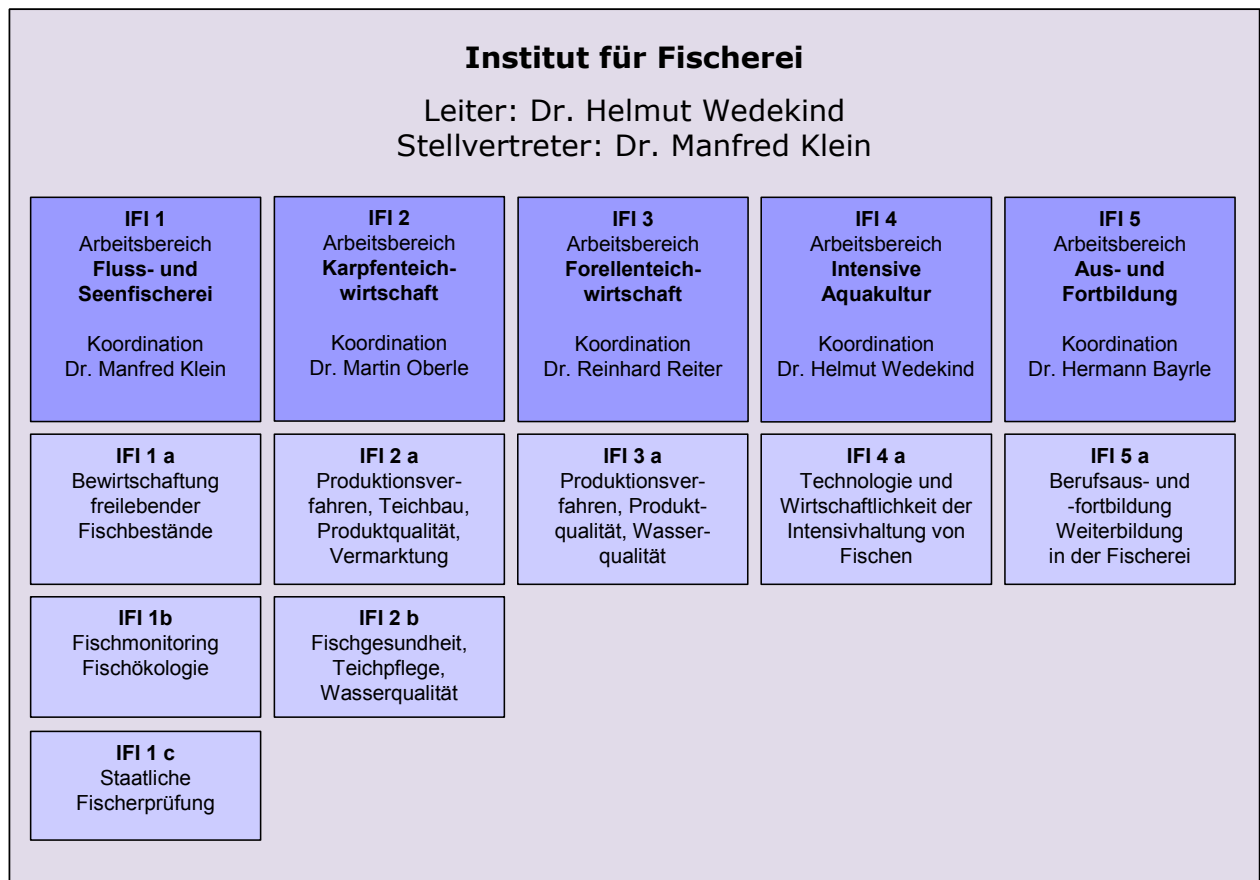 Institut für Fischerei
Leiter: Dr. Helmut Wedekind
Stellvertreter: Dr. Manfred Klein
IFI 1
Arbeitsbereich
Fluss- und
Seenfischerei
Koordination
Dr. Manfred Klein
IFI 2
Arbeitsbereich
Karpfenteich-
wirtschaft
Koordination
Dr. Martin Oberle
IFI 3
Arbeitsbereich
Forellenteich-
wirtschaft
Koordination
Dr. Reinhard Reiter
IFI 4
Arbeitsbereich
Intensive
Aquakultur
Koordination
Dr. Helmut Wedekind
IFI 5
Arbeitsbereich
Aus- und
Fortbildung
Koordination
Dr. Hermann Bayrle
IFI 1 a
Bewirtschaftung
freilebender
Fischbestände
IFI 2 a
Produktionsver-
fahren, Teichbau,
Produktqualität,
Vermarktung
IFI 3 a
Produktionsver-
fahren, Produkt-
qualität, Wasser-
qualität
IFI 4 a
Technologie und
Wirtschaftlichkeit der
Intensivhaltung von
Fischen
IFI 5 a
Berufsaus- und
-fortbildung
Weiterbildung
in der Fischerei
IFI 1b
Fischmonitoring
Fischökologie
IFI 2 b
Fischgesundheit,
Teichpflege,
Wasserqualität
IFI 1 c
Staatliche
Fischerprüfung